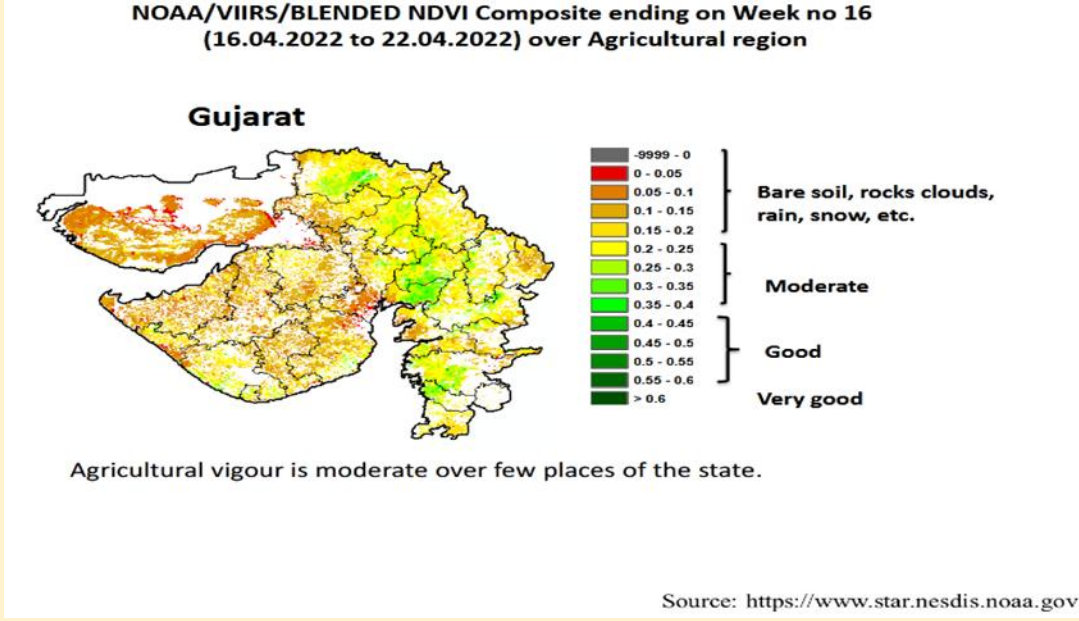 NOAA/VIIRS/BLENDED NDVI Composite ending on Week no 16
(16.04.2022 to 22.04.2022) over Agricultural region
Gujarat
-9999 - 0
0 - 0.05
0.05 - 0.1
0.1 - 0.15
0.15 - 0.2
0.2 - 0.25
0.25 - 0.3
0.3 - 0.35
0.35 - 0.4
0.4 - 0.45
0.45 - 0.5
0.5 - 0.55
0.55 - 0.6
> 0.6
Bare soil, rocks clouds,
rain, snow, etc.
Moderate
Good
Very good
Agricultural vigour is moderate over few places of the state.
Source: https://www.star.nesdis.noaa.gov